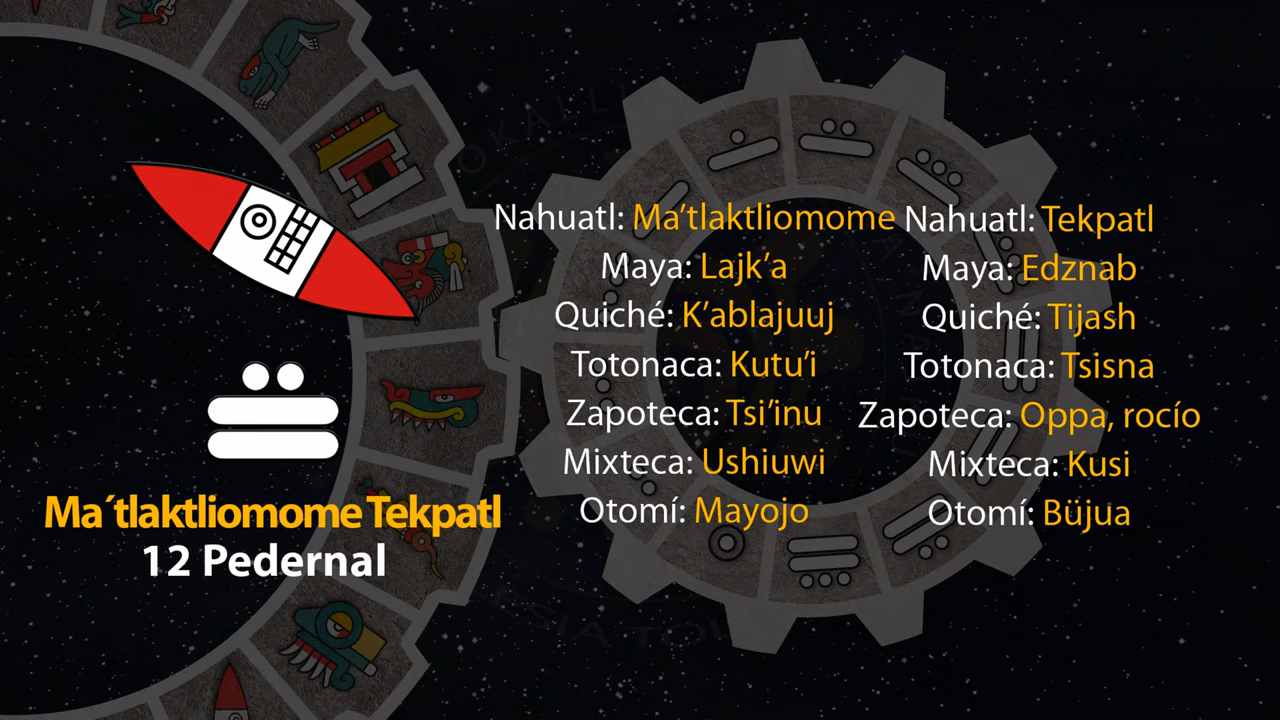 Nahuatl: Ma’tlaktliomome
Maya: Lajk’a
Quiché: K’ablajuuj
Totonaca: Kutu’i
Zapoteca: Tsi’inu
Mixteca: Ushiuwi
Otomí: Mayojo
Nahuatl: Tekpatl
Maya: Edznab
Quiché: Tijash
Totonaca: Tsisna
Zapoteca: Oppa, rocío
Mixteca: Kusi
Otomí: Büjua
Ma´tlaktliomome Tekpatl
12 Pedernal